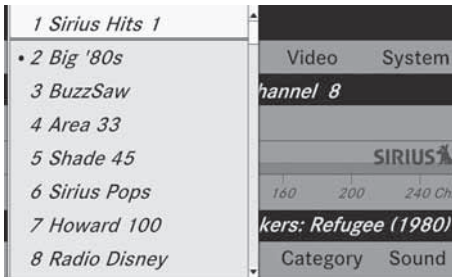 1 Sirius Hits 1
• 2 Big '80s
Video System
3 BuzzSaw
hannel 8
4 Area 33
5 Shade 45
SIRIUS
6 Sirius Pops
160 200 240 Ch
7 Howard 100
kers: Refugee (1980)
8 Radio Disney
Category Sound